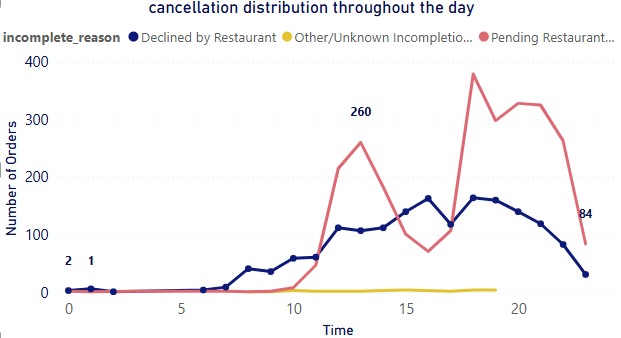 cancellation distribution throughout the day
incomplete_reason Declined by Restaurant Other/Unknown Incompletio... Pending Restaurant...
400
300
200
100
0
Number of Orders
2
1
260
84
0 5 10 15 20
Time